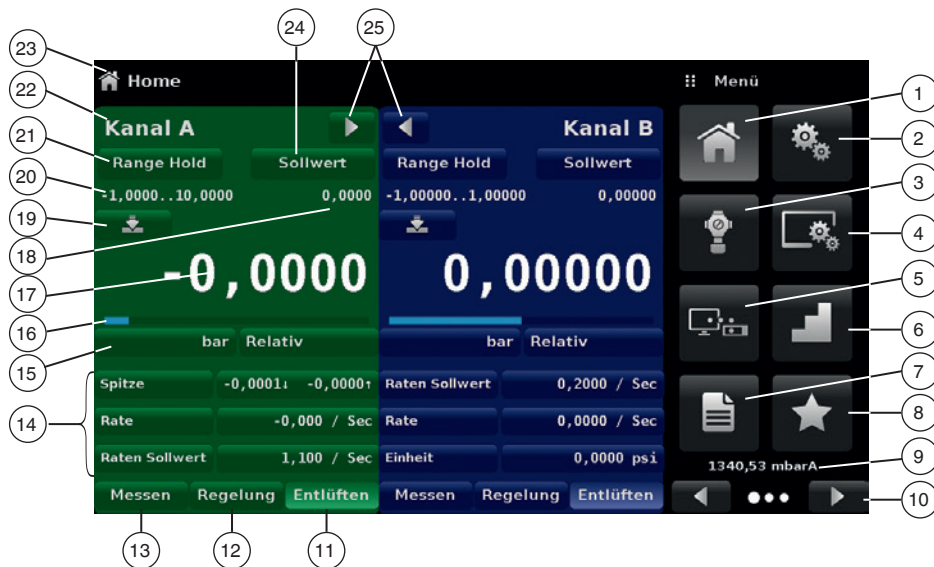 24 25
23
Home
Menü
22
Kanal A
Kanal B
1
2
21
Range Hold
Sollwert
Range Hold
Sollwert
20
-1,0000..10,0000
0,0000
-1,00000..1,00000
0,00000
3
19
4
18
-0,0000
0,00000
17
5
16
6
15
bar
Relativ
bar
Relativ
14
Spitze
-0,0001↓ -0,0000↑
Raten Sollwert
0,2000 / Sec
7
Rate
-0,000 / Sec
Rate
0,0000 / Sec
8
Raten Sollwert
1,100 / Sec
Einheit
0,0000 psi
1340,53 mbarA
9
Messen
Regelung
Entlüften
Messen
Regelung
Entlüften
10
13 12 11